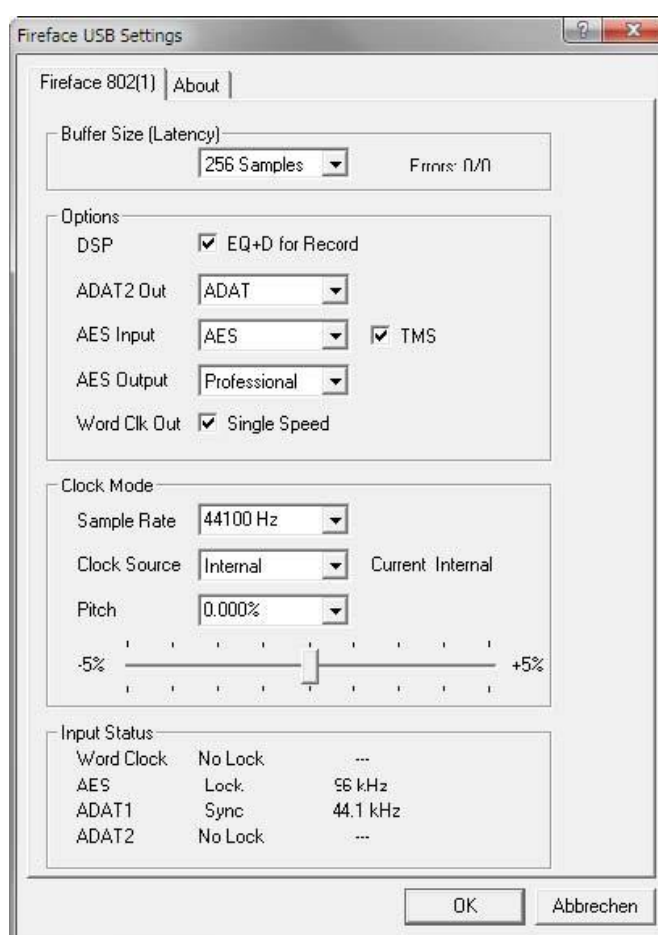 Fireface USB Settings
Fireface 802(1) About
Buffer Size (Latency)
256 Samples Errors: 0/0
Options
DSP EQ+D for Record
ADAT2 Out ADAT
AES Input AES TMS
AES Output Professional
Word Clk Out Single Speed
Clock Mode
Sample Rate 44100 Hz
Clock Source Internal Current Internal
Pitch 0.000%
-5% +5%
Input Status
Word Clock No Lock ---
AES Lock 96 kHz
ADAT1 Sync 44.1 kHz
ADAT2 No Lock ---
OK Abbrechen